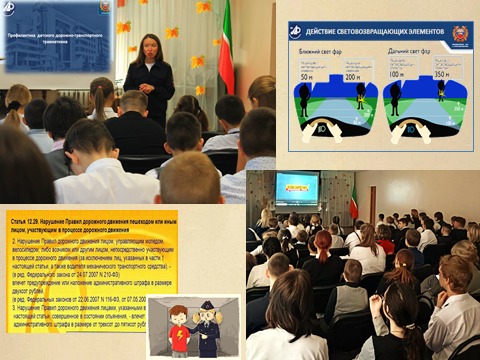 Профилактика детского дорожно-транспортного
травматизма
ДЕЙСТВИЕ СВЕТОВОЗВРАЩАЮЩИХ ЭЛЕМЕНТОВ
Ближний свет фар
Дальний свет фар
50 м
200 м
100 м
350 м
Статья 12.29. Нарушение Правил дорожного движения пешеходом или иным
лицом, участвующим в процессе дорожного движения
2. Нарушение Правил дорожного движения лицом, управляющим мопедом,
велосипедом, либо возчиком или другим лицом, непосредственно участвующим
в процессе дорожного движения (за исключением лиц, указанных в части 1
настоящей статьи, а также водителя механического транспортного средства), -
(в ред. Федерального закона от 24.07.2007 N 210-ФЗ)
влечет предупреждение или наложение административного штрафа в размере
двухсот рублей.
(в ред. Федеральных законов от 22.06.2007 N 116-ФЗ, от 07.05.200
3. Нарушение Правил дорожного движения лицами, указанными в
настоящей статьи, совершенное в состоянии опьянения, - влечет
административного штрафа в размере от трехсот до пятисот рубл